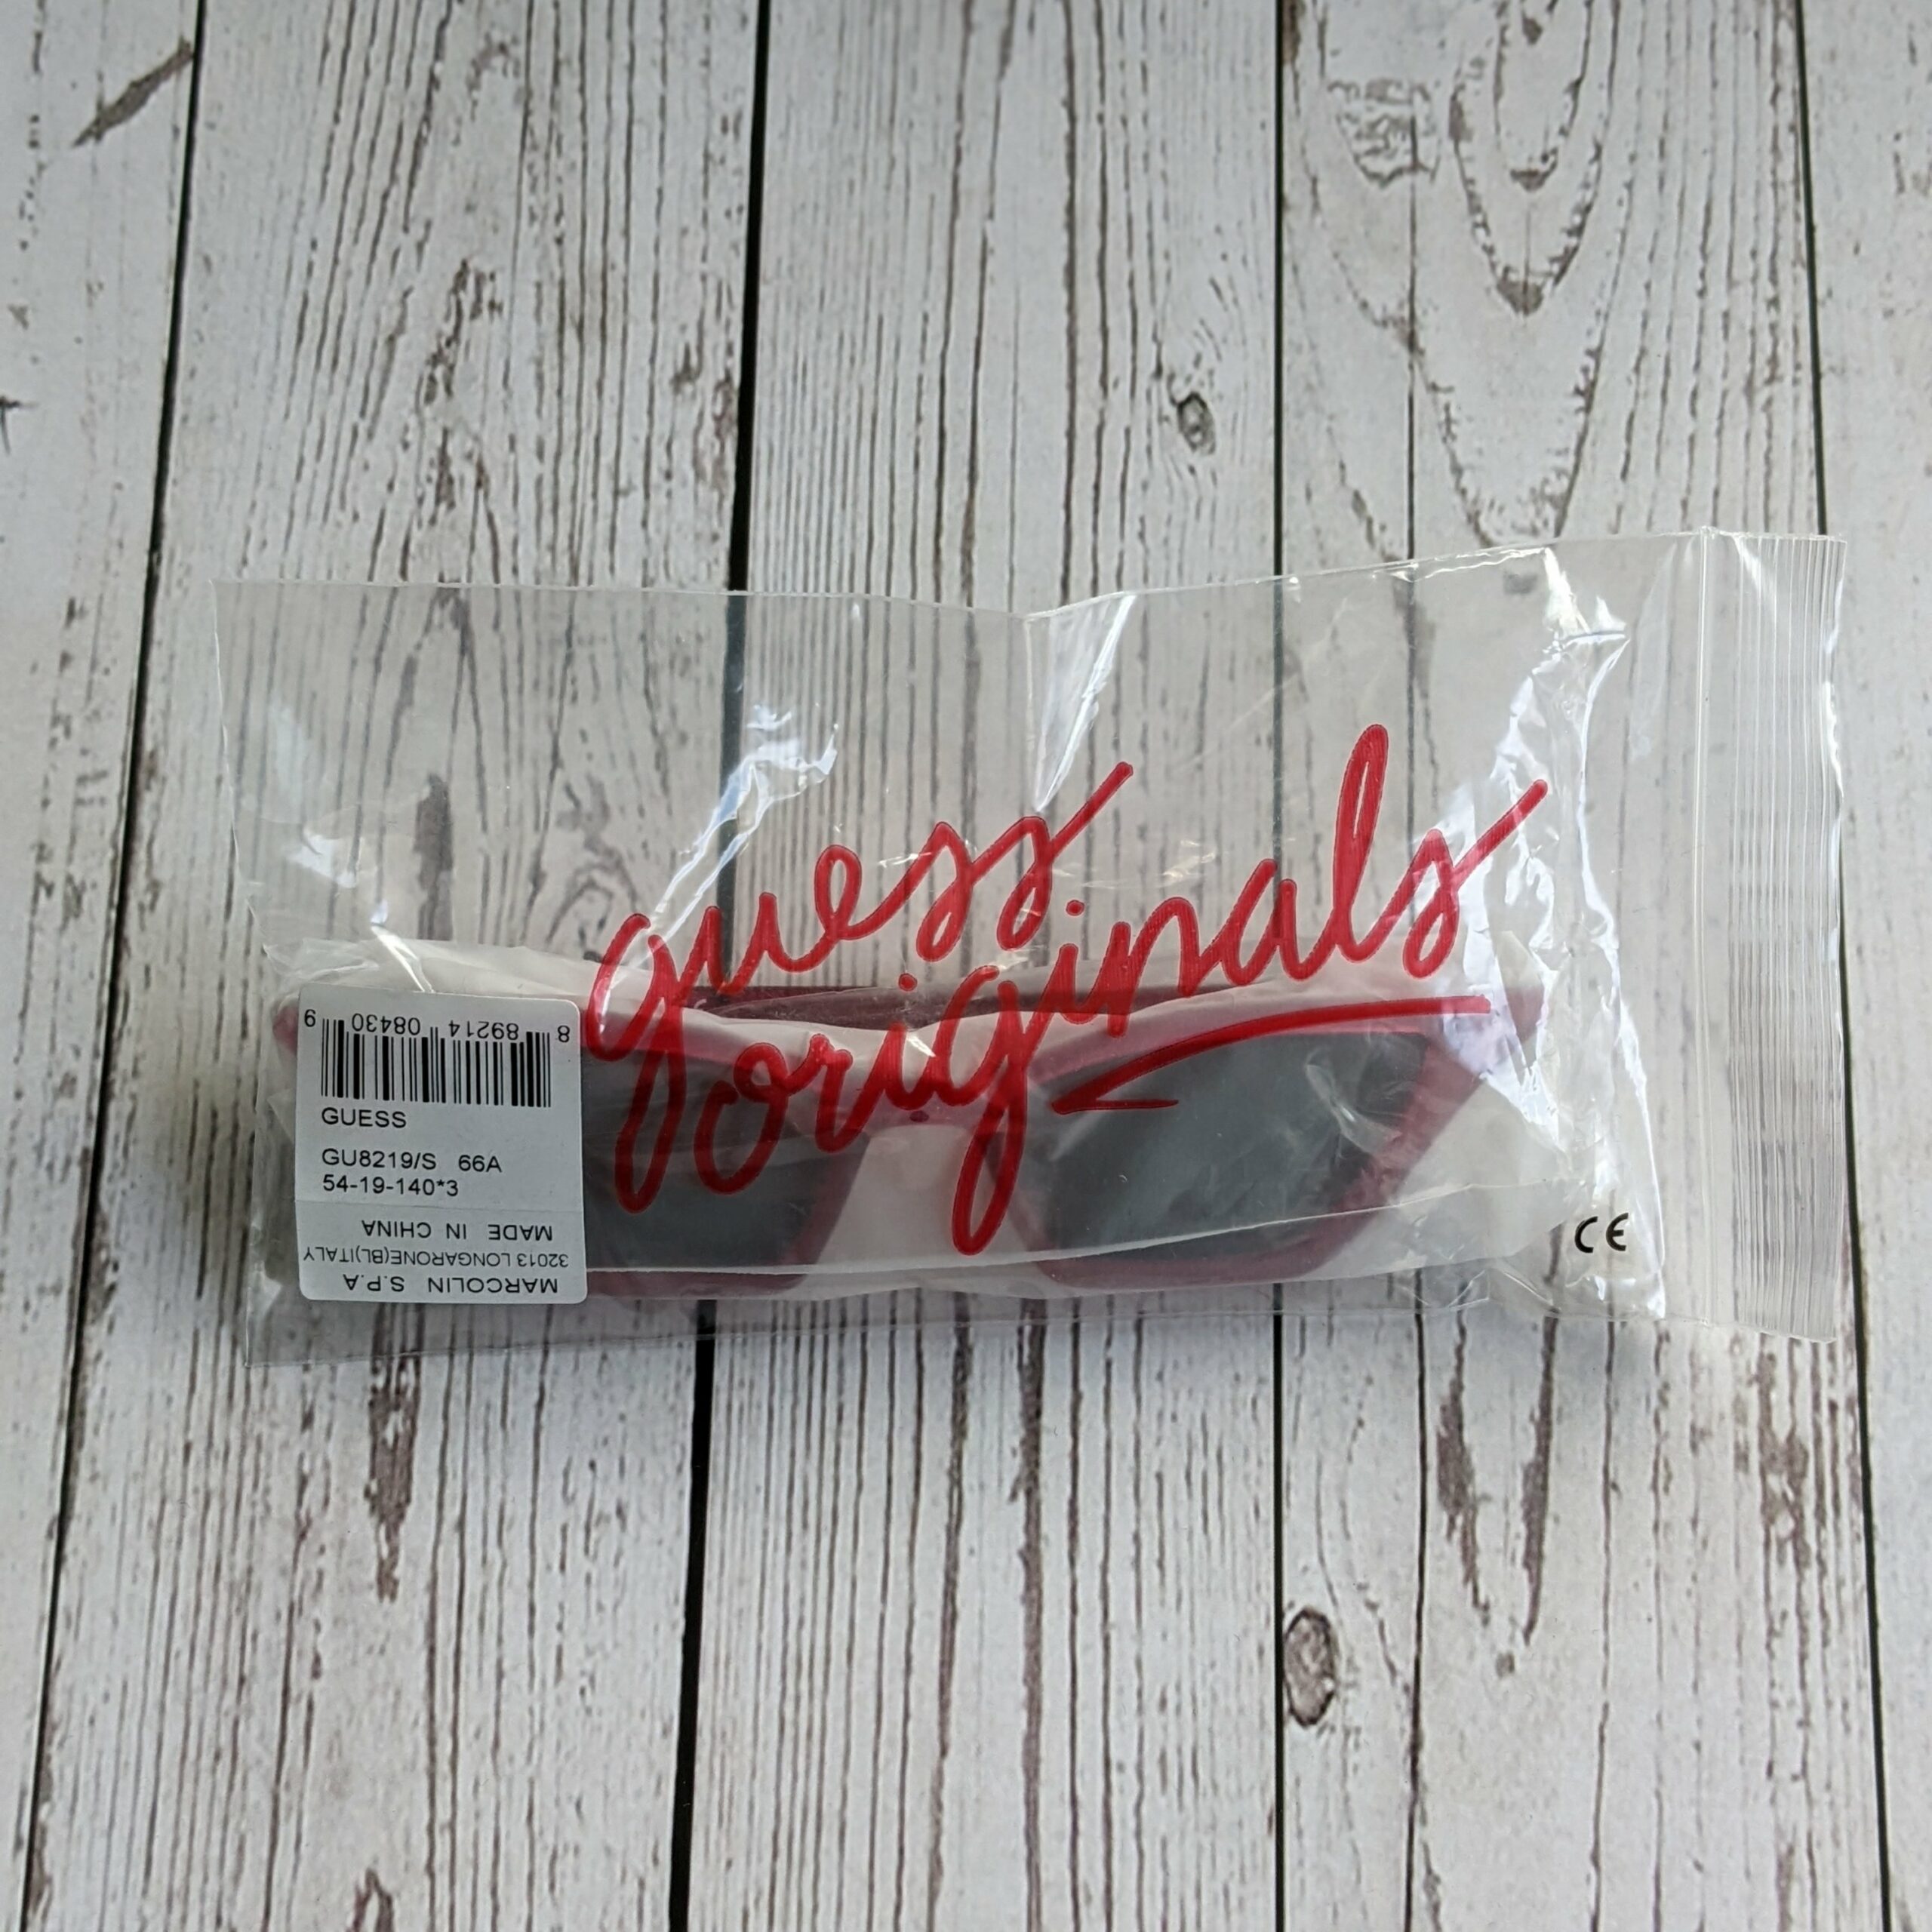 guess
originals
8 89214 08430 9
GUESS
GU8219/S 66A
54-19-140*3
MARCOLIN S.P.A
32013 LONGARONE(BL)ITALY
MADE IN CHINA
CE